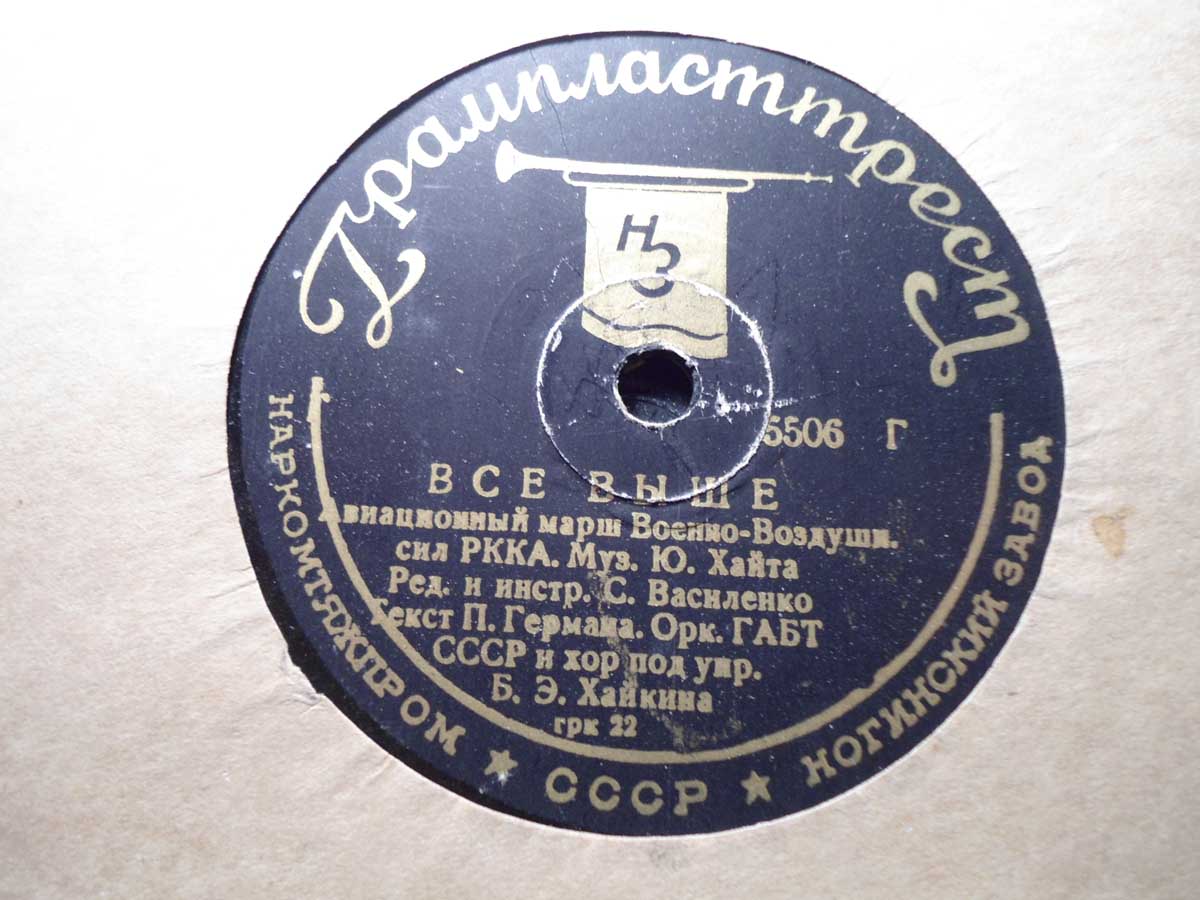 Грампласттрест
НЗ
5506 Г
ВСЕ ВЫШЕ
Авиационный марш Военно-Воздушн.
сил РККА. Муз. Ю. Хайта
Ред. и инстр. С. Василенко
Текст П. Германа. Орк. ГАБТ
СССР и хор под упр.
Б. Э. Хайкина
грк 22
НАРКОМТЯЖПРОМ ★ СССР ★ НОГИНСКИЙ ЗАВОД